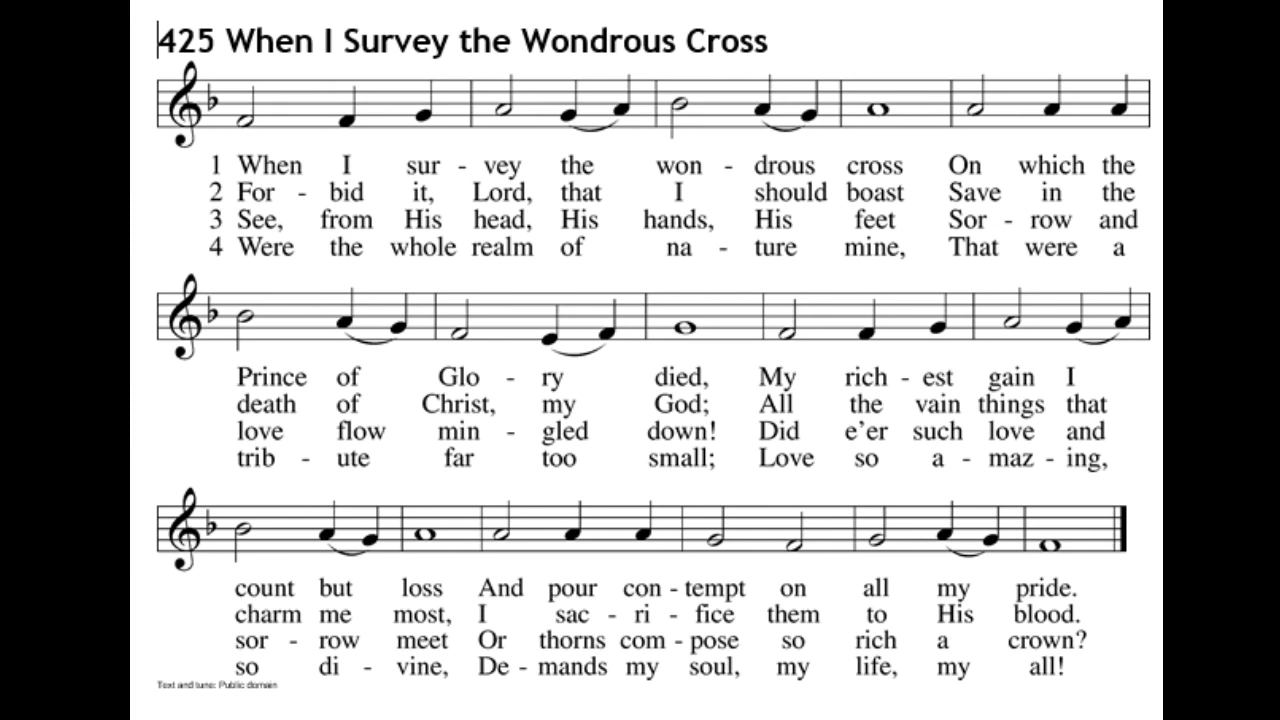 425 When I Survey the Wondrous Cross
1 When I sur - vey the won - drous cross On which the
2 For - bid it, Lord, that I should boast Save in the
3 See, from His head, His hands, His feet Sor - row and
4 Were the whole realm of na - ture mine, That were a
Prince of Glo - ry died, My rich - est gain I
death of Christ, my God; All the vain things that
love flow min - gled down! Did e'er such love and
trib - ute far too small; Love so a - maz - ing,
count but loss And pour con - tempt on all my pride.
charm me most, I sac - ri - fice them to His blood.
sor - row meet Or thorns com - pose so rich a crown?
so di - vine, De - mands my soul, my life, my all!
Text and tune: Public domain